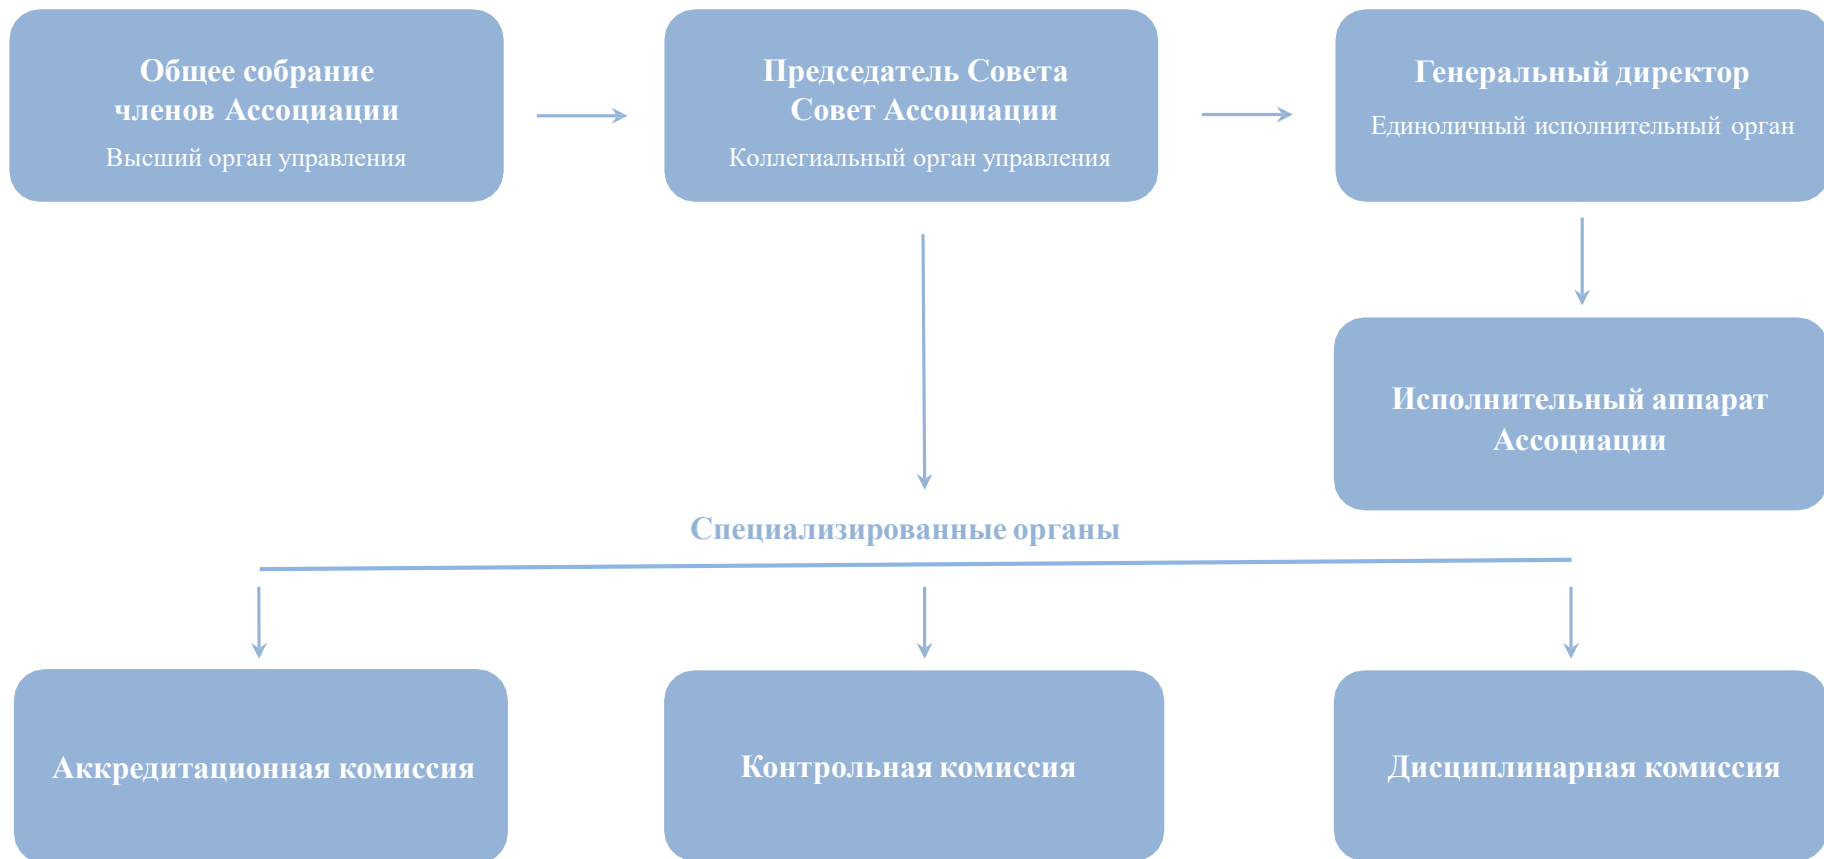 Общее собрание
членов Ассоциации
Высший орган управления
Председатель Совета
Совет Ассоциации
Коллегиальный орган управления
Генеральный директор
Единоличный исполнительный орган
Исполнительный аппарат
Ассоциации
Специализированные органы
Аккредитационная комиссия
Контрольная комиссия
Дисциплинарная комиссия